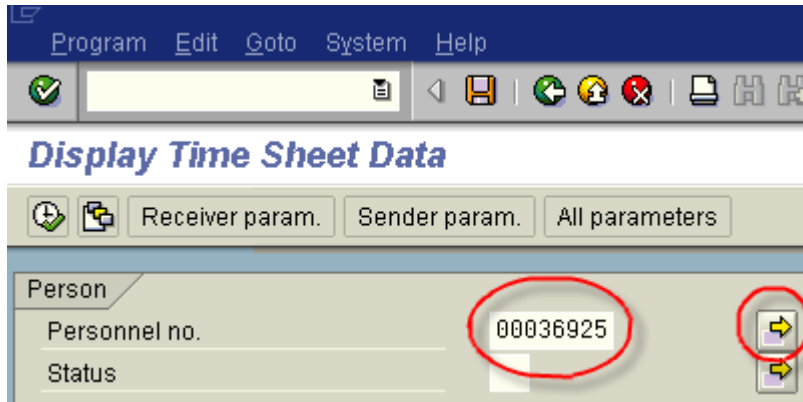 Program Edit Goto System Help
Display Time Sheet Data
Receiver param. Sender param. All parameters
Person
Personnel no. 00036925
Status